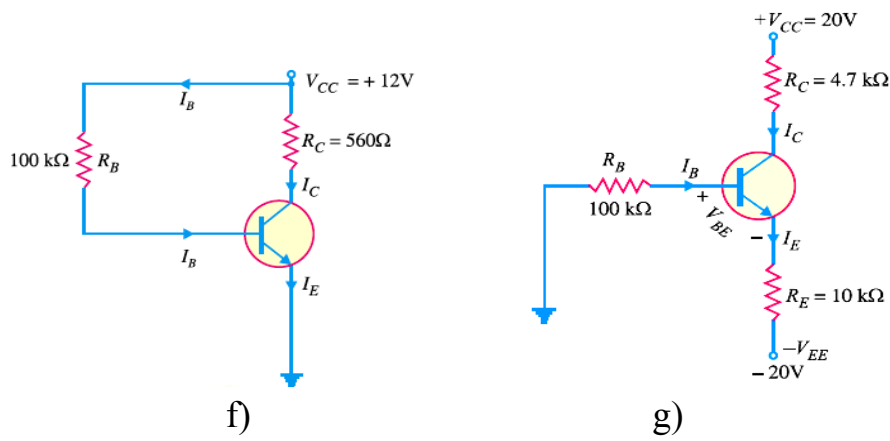 V_CC = + 12V
I_B
R_C = 560Ω
100 kΩ R_B
I_C
I_B
I_E
f)
+V_CC = 20V
R_C = 4.7 kΩ
I_C
R_B
I_B
100 kΩ
+ V_BE −
I_E
R_E = 10 kΩ
−V_EE
− 20V
g)